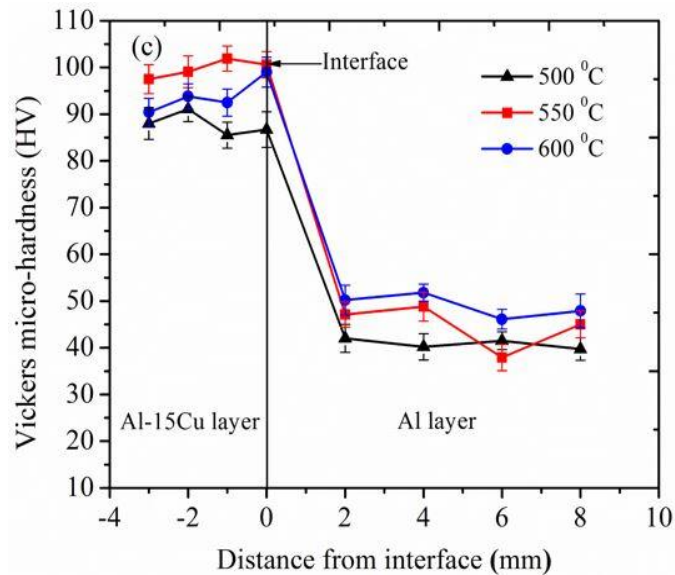 (c)
Interface
500 ⁰C
550 ⁰C
600 ⁰C
Al-15Cu layer
Al layer
Vickers micro-hardness (HV)
110
100
90
80
70
60
50
40
30
20
10
-4 -2 0 2 4 6 8 10
Distance from interface (mm)